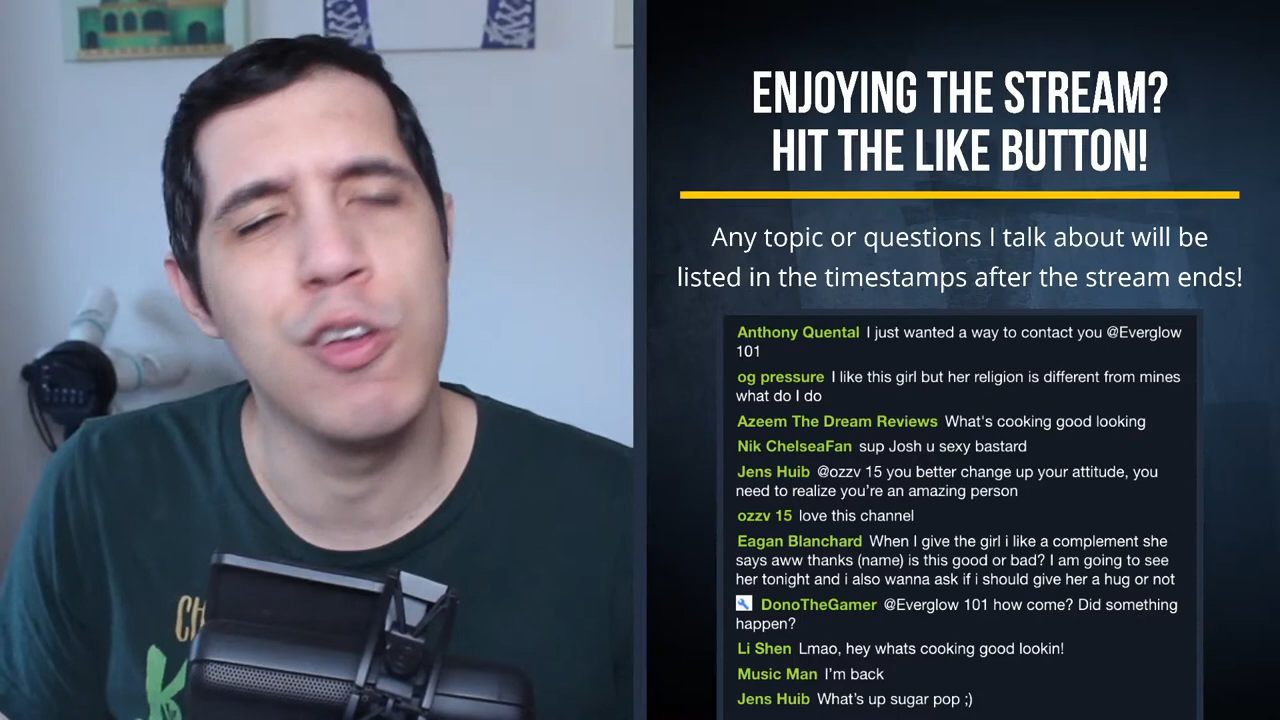 ENJOYING THE STREAM?
HIT THE LIKE BUTTON!
Any topic or questions I talk about will be
listed in the timestamps after the stream ends!
Anthony Quental I just wanted a way to contact you @Everglow
101
og pressure I like this girl but her religion is different from mines
what do I do
Azeem The Dream Reviews What's cooking good looking
Nik ChelseaFan sup Josh u sexy bastard
Jens Huib @ozzv 15 you better change up your attitude, you
need to realize you're an amazing person
ozzv 15 love this channel
Eagan Blanchard When I give the girl i like a complement she
says aww thanks (name) is this good or bad? I am going to see
her tonight and i also wanna ask if i should give her a hug or not
DonoTheGamer @Everglow 101 how come? Did something
happen?
Li Shen Lmao, hey whats cooking good lookin!
Music Man I'm back
Jens Huib What's up sugar pop ;)